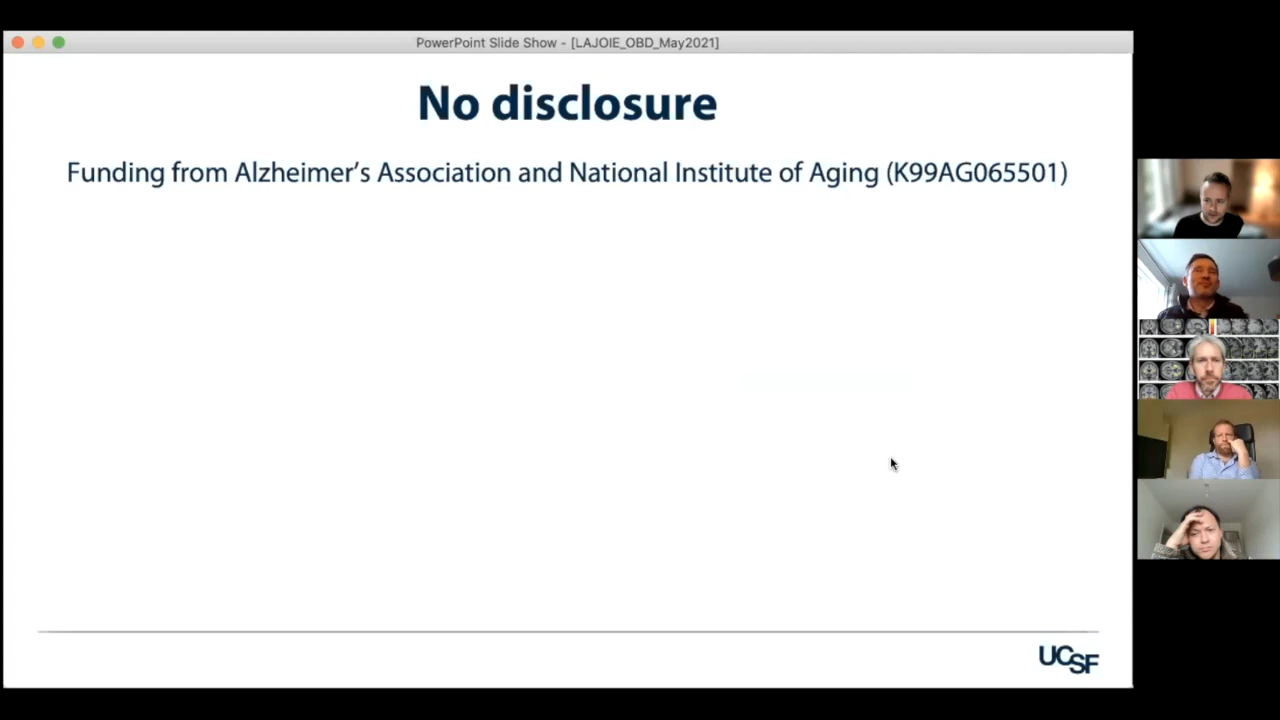 PowerPoint Slide Show - [LAJOIE_OBD_May2021]
No disclosure
Funding from Alzheimer’s Association and National Institute of Aging (K99AG065501)
UCSF